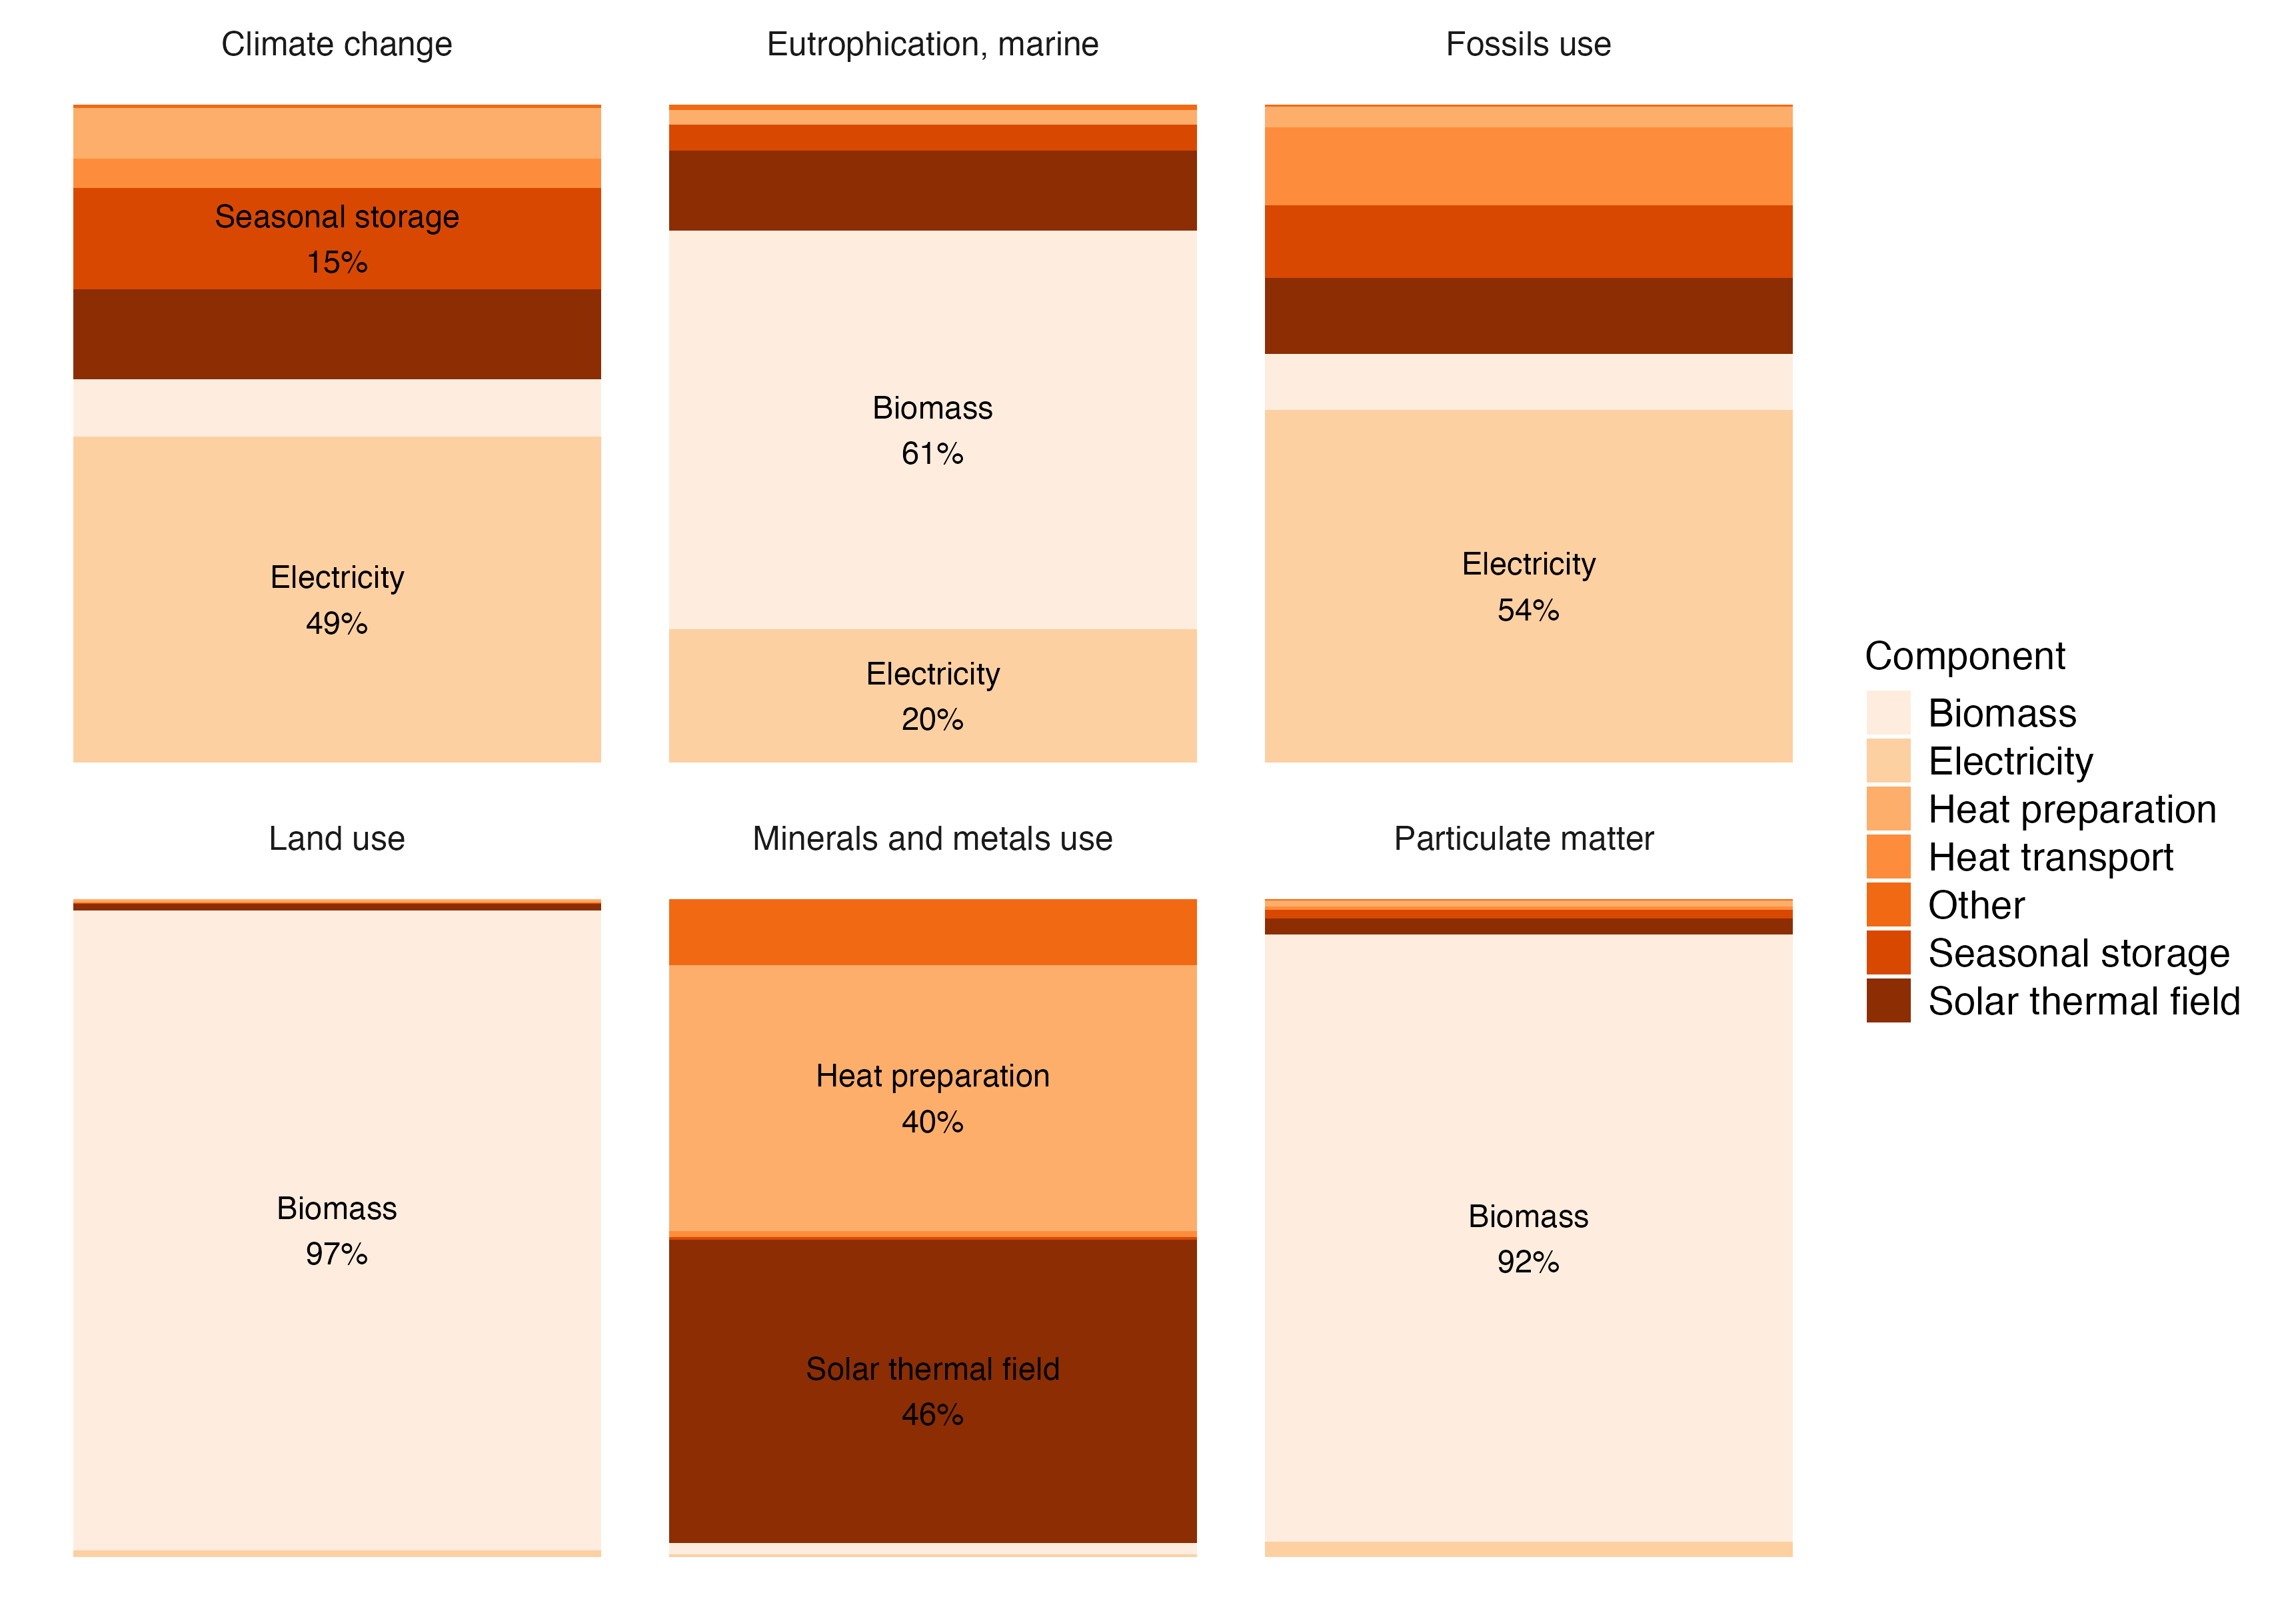 Climate change
Eutrophication, marine
Fossils use
Seasonal storage
15%
Electricity
49%
Biomass
61%
Electricity
20%
Electricity
54%
Land use
Minerals and metals use
Particulate matter
Biomass
97%
Heat preparation
40%
Solar thermal field
46%
Biomass
92%
Component
Biomass
Electricity
Heat preparation
Heat transport
Other
Seasonal storage
Solar thermal field